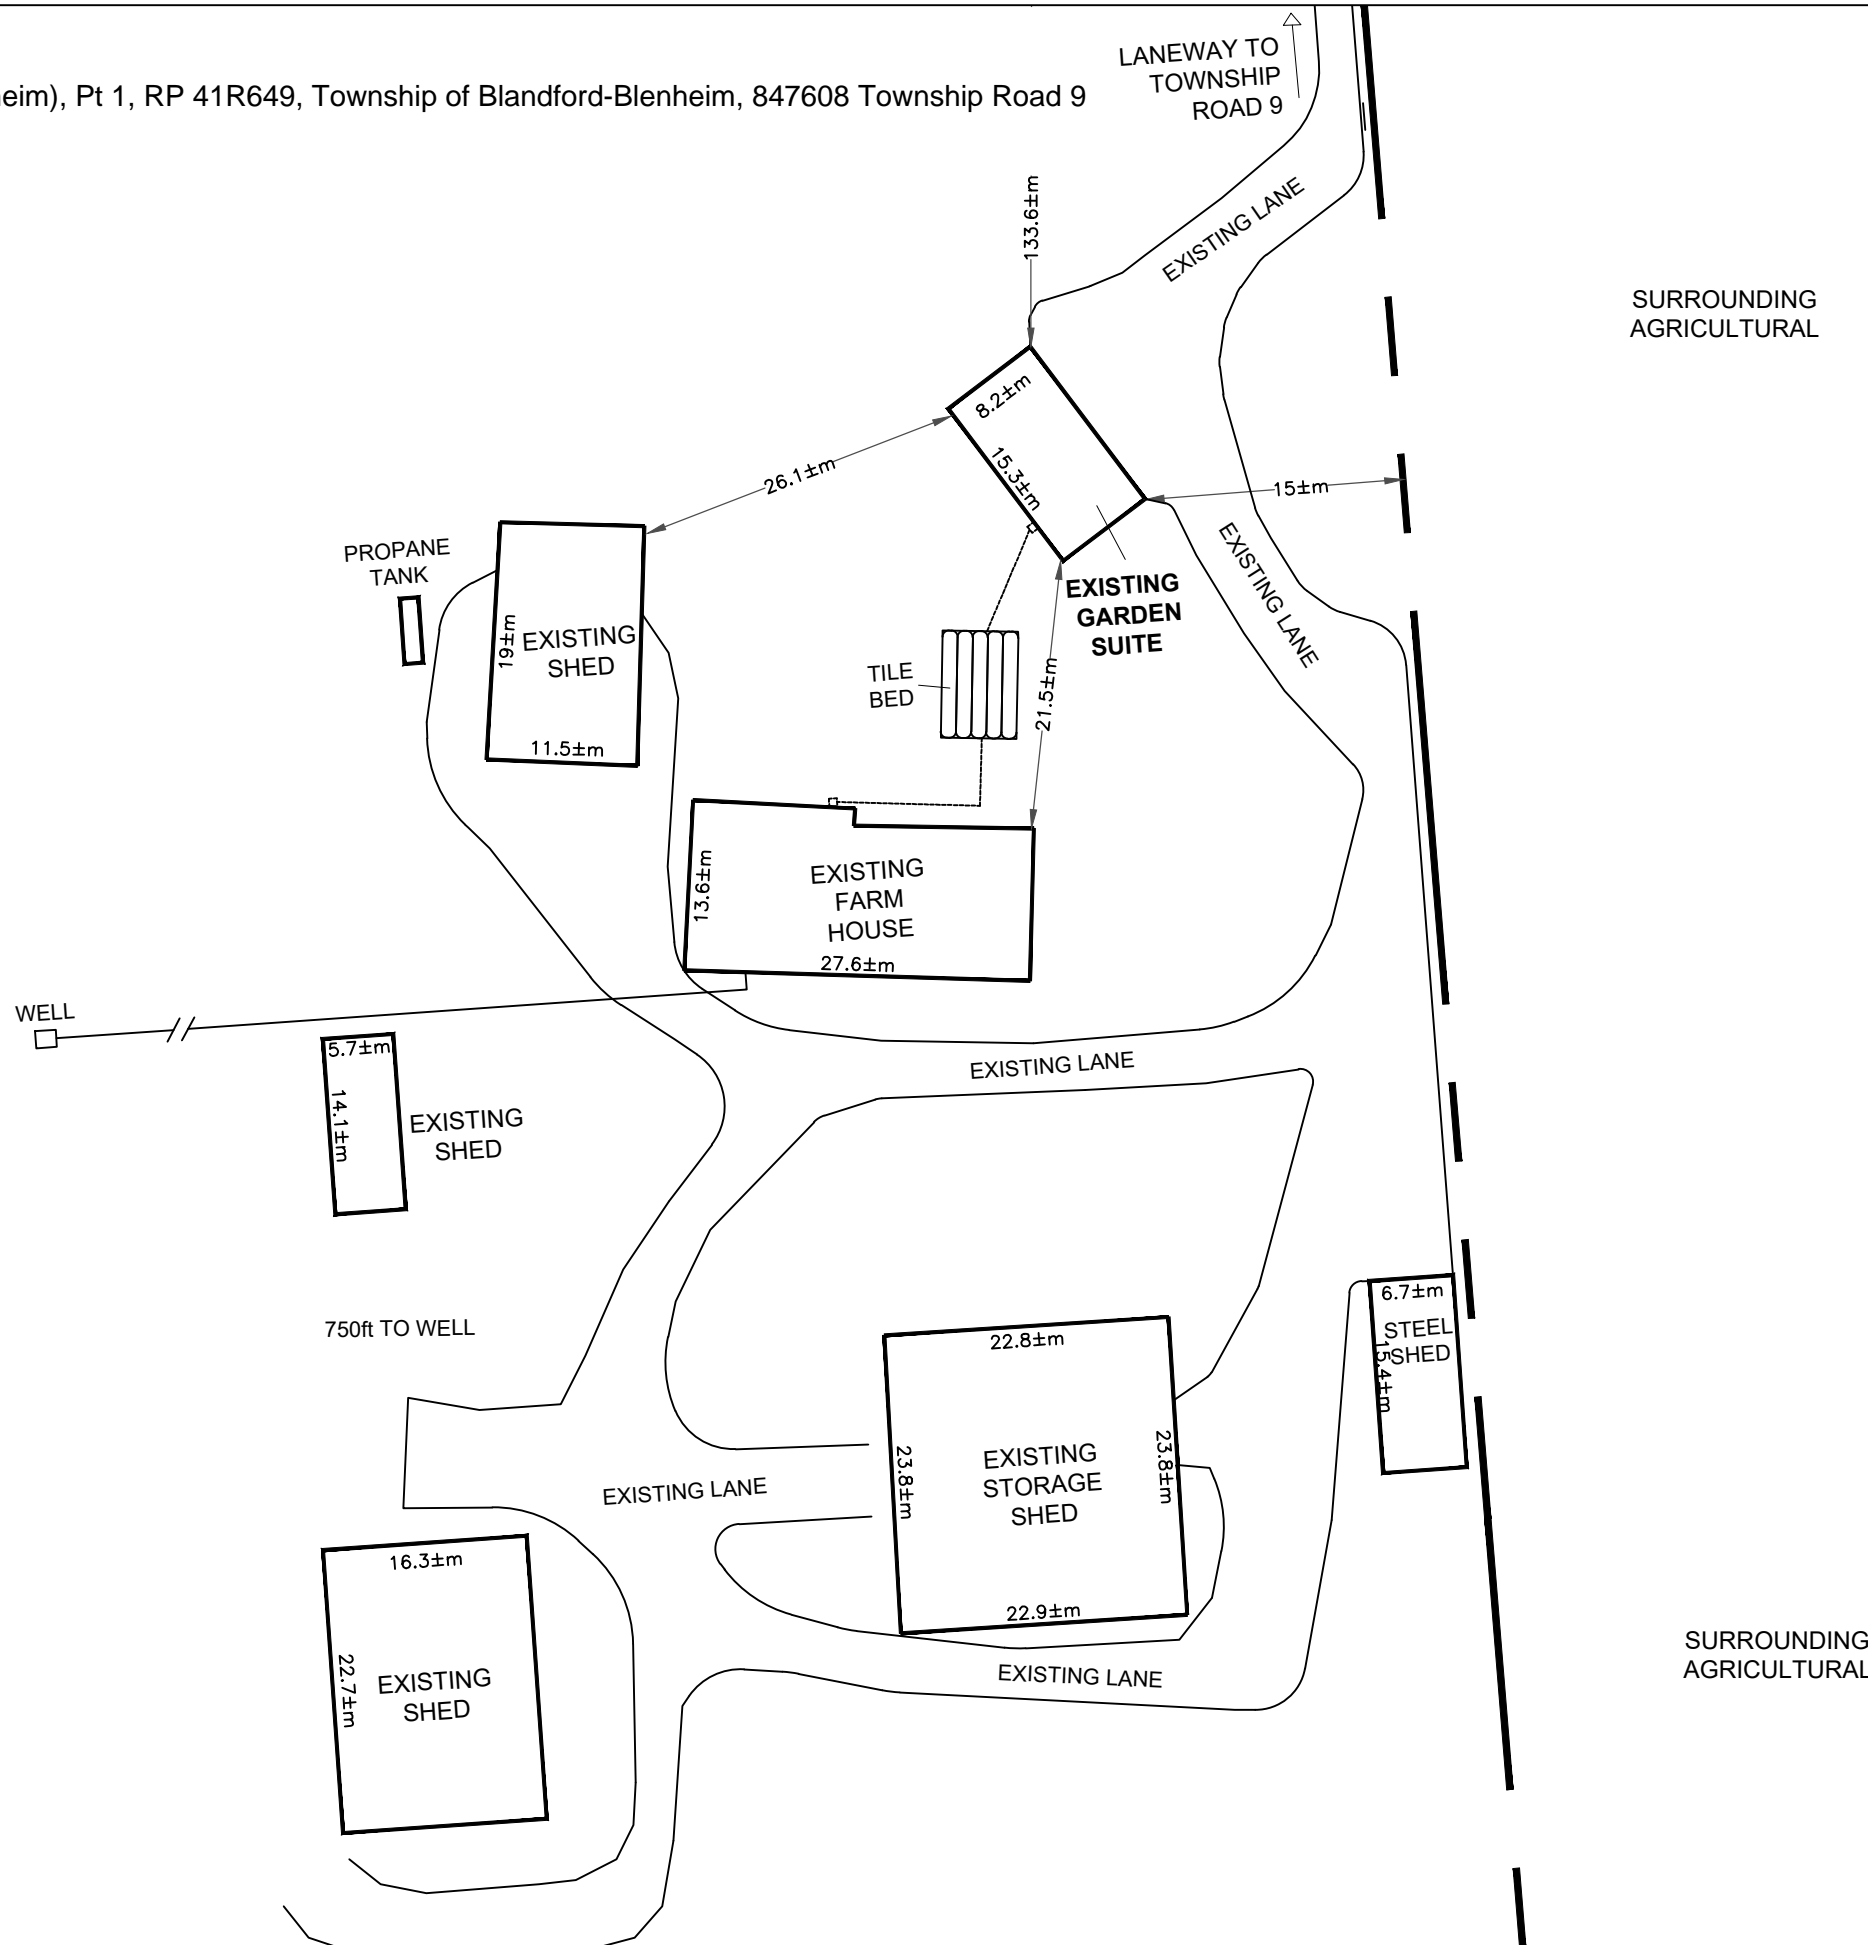 eim), Pt 1, RP 41R649, Township of Blandford-Blenheim, 847608 Township Road 9
LANEWAY TO
TOWNSHIP
ROAD 9
133.6±m
EXISTING LANE
SURROUNDING
AGRICULTURAL
8.2±m
15.3±m
26.1±m
15±m
EXISTING LANE
PROPANE
TANK
EXISTING
GARDEN
SUITE
19±m
EXISTING
SHED
11.5±m
TILE
BED
21.5±m
13.6±m
EXISTING
FARM
HOUSE
27.6±m
WELL
5.7±m
14.1±m
EXISTING
SHED
EXISTING LANE
750ft TO WELL
6.7±m
STEEL
SHED
15.4±m
22.8±m
23.8±m
EXISTING
STORAGE
SHED
23.8±m
22.9±m
EXISTING LANE
16.3±m
22.7±m
EXISTING
SHED
EXISTING LANE
SURROUNDING
AGRICULTURAL